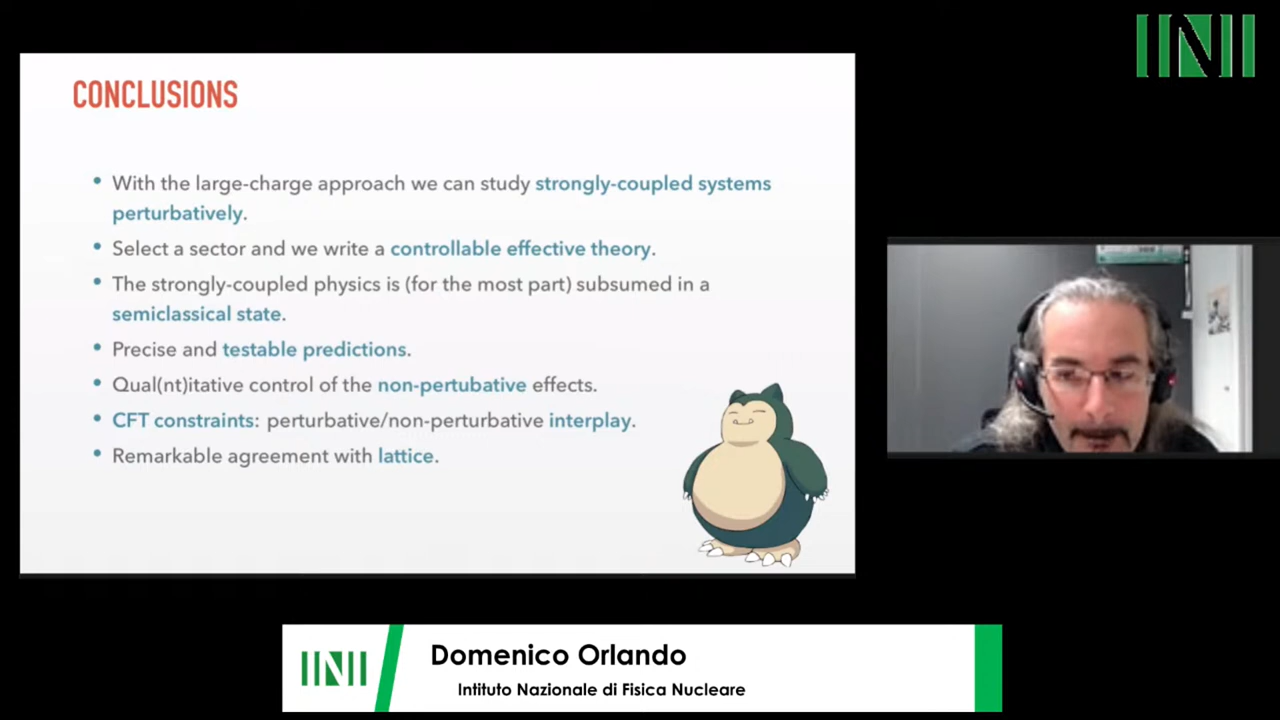 INI
CONCLUSIONS
• With the large-charge approach we can study strongly-coupled systems
perturbatively.
• Select a sector and we write a controllable effective theory.
• The strongly-coupled physics is (for the most part) subsumed in a
semiclassical state.
• Precise and testable predictions.
• Qual(nt)itative control of the non-pertubative effects.
• CFT constraints: perturbative/non-perturbative interplay.
• Remarkable agreement with lattice.
INI
Domenico Orlando
Intituto Nazionale di Fisica Nucleare